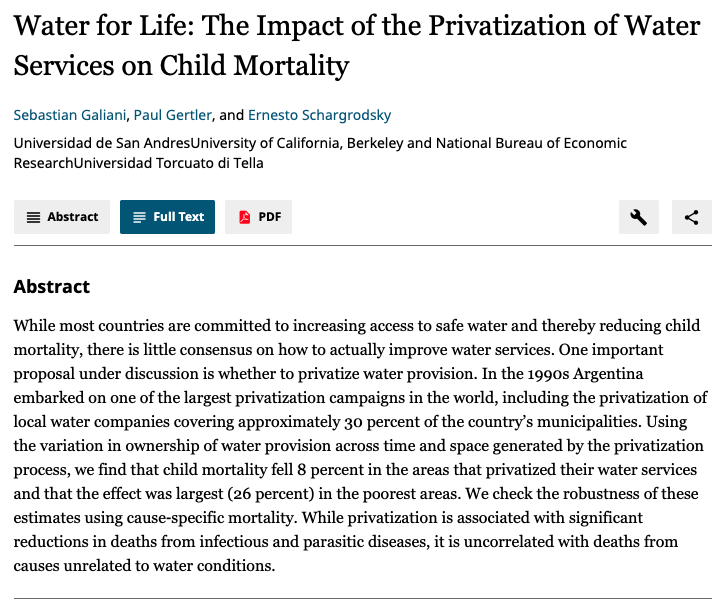 Water for Life: The Impact of the Privatization of Water
Services on Child Mortality
Sebastian Galiani, Paul Gertler, and Ernesto Schargrodsky
Universidad de San AndresUniversity of California, Berkeley and National Bureau of Economic
ResearchUniversidad Torcuato di Tella
Abstract Full Text PDF
Abstract
While most countries are committed to increasing access to safe water and thereby reducing child
mortality, there is little consensus on how to actually improve water services. One important
proposal under discussion is whether to privatize water provision. In the 1990s Argentina
embarked on one of the largest privatization campaigns in the world, including the privatization of
local water companies covering approximately 30 percent of the country’s municipalities. Using
the variation in ownership of water provision across time and space generated by the privatization
process, we find that child mortality fell 8 percent in the areas that privatized their water services
and that the effect was largest (26 percent) in the poorest areas. We check the robustness of these
estimates using cause-specific mortality. While privatization is associated with significant
reductions in deaths from infectious and parasitic diseases, it is uncorrelated with deaths from
causes unrelated to water conditions.